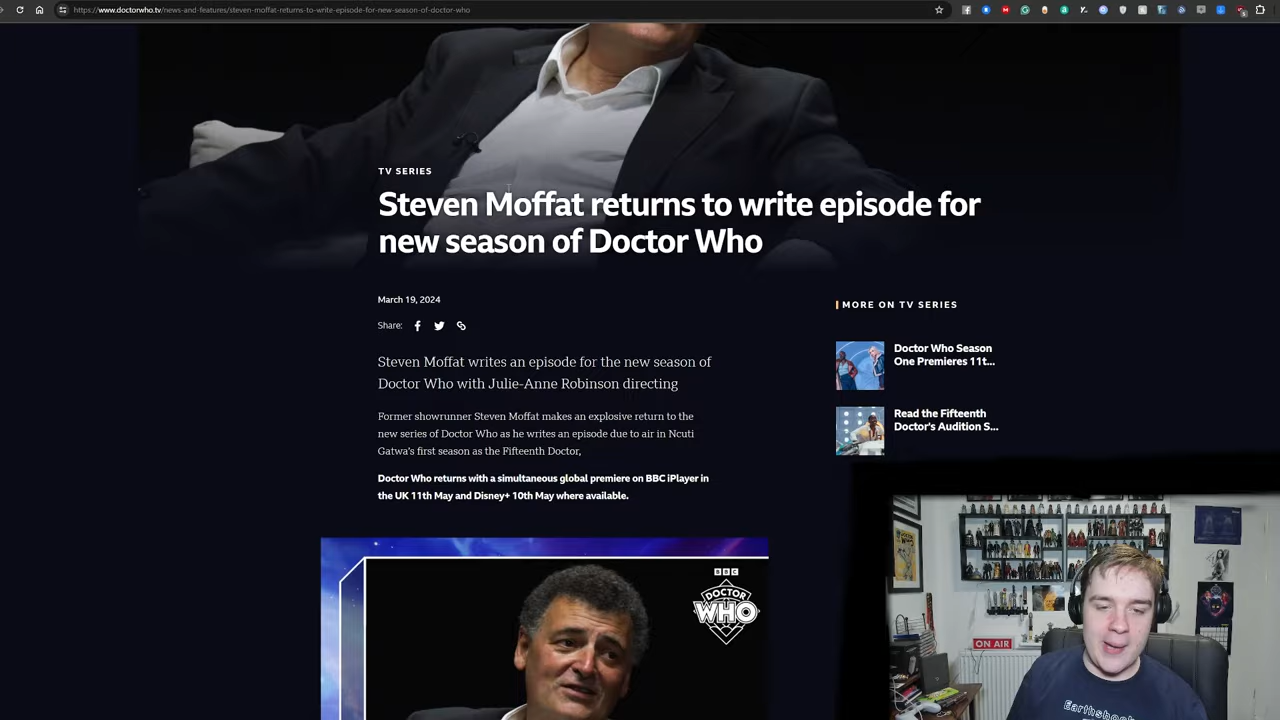 https://www.doctorwho.tv/news-and-features/steven-moffat-returns-to-write-episode-for-new-season-of-doctor-who
TV SERIES
Steven Moffat returns to write episode for
new season of Doctor Who
March 19, 2024
Share:
Steven Moffat writes an episode for the new season of
Doctor Who with Julie-Anne Robinson directing
Former showrunner Steven Moffat makes an explosive return to the
new series of Doctor Who as he writes an episode due to air in Ncuti
Gatwa's first season as the Fifteenth Doctor,
Doctor Who returns with a simultaneous global premiere on BBC iPlayer in
the UK 11th May and Disney+ 10th May where available.
MORE ON TV SERIES
Doctor Who Season
One Premieres 11t...
Read the Fifteenth
Doctor's Audition S...
BBC
DOCTOR
WHO
ON AIR
Earthshock